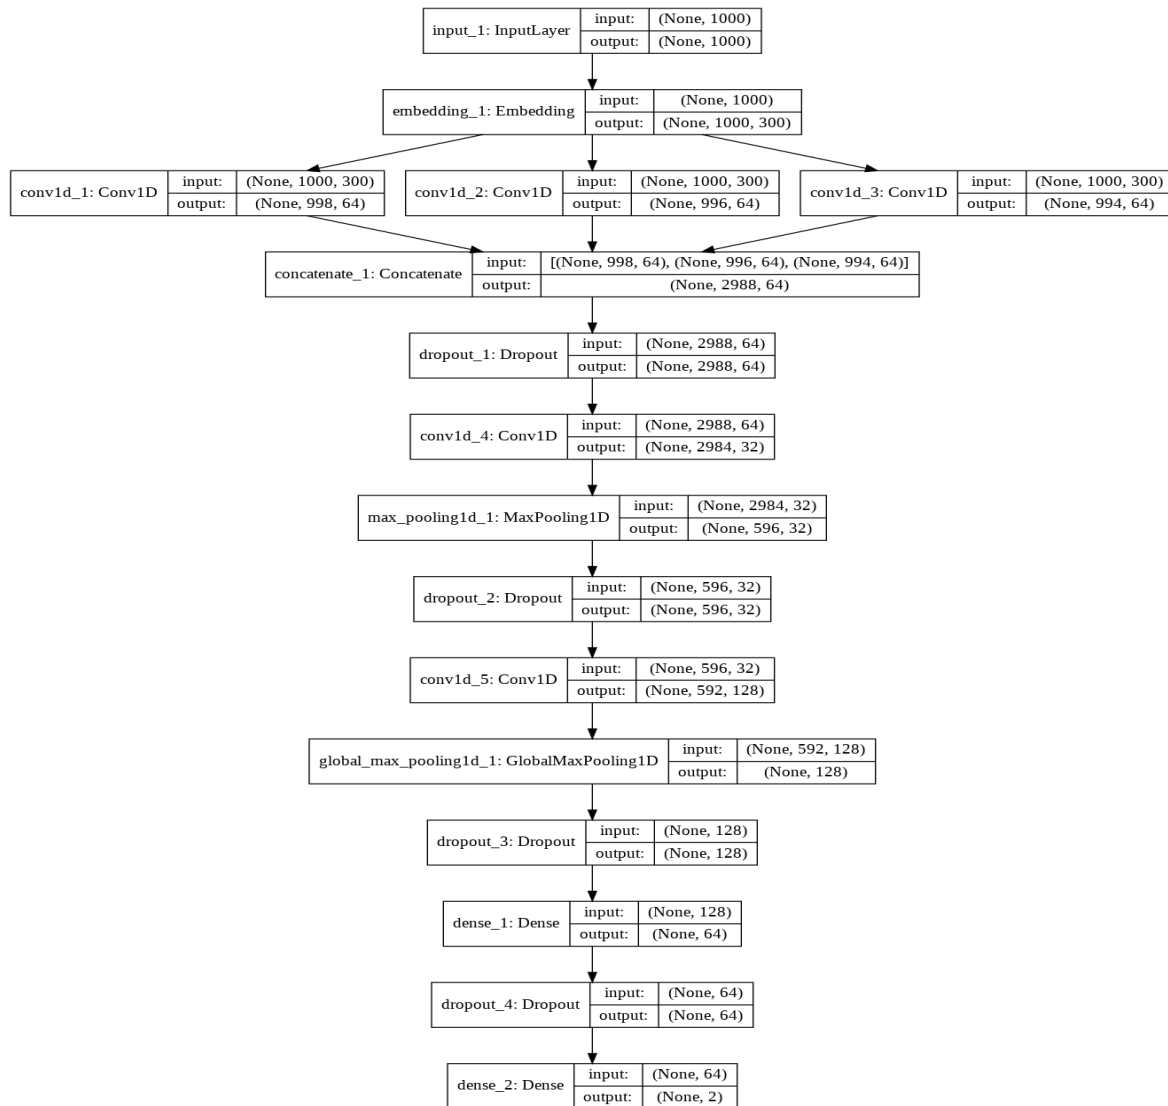 input_1: InputLayer
input: (None, 1000)
output: (None, 1000)
embedding_1: Embedding
input: (None, 1000)
output: (None, 1000, 300)
conv1d_1: Conv1D
input: (None, 1000, 300)
output: (None, 998, 64)
conv1d_2: Conv1D
input: (None, 1000, 300)
output: (None, 996, 64)
conv1d_3: Conv1D
input: (None, 1000, 300)
output: (None, 994, 64)
concatenate_1: Concatenate
input: [(None, 998, 64), (None, 996, 64), (None, 994, 64)]
output: (None, 2988, 64)
dropout_1: Dropout
input: (None, 2988, 64)
output: (None, 2988, 64)
conv1d_4: Conv1D
input: (None, 2988, 64)
output: (None, 2984, 32)
max_pooling1d_1: MaxPooling1D
input: (None, 2984, 32)
output: (None, 596, 32)
dropout_2: Dropout
input: (None, 596, 32)
output: (None, 596, 32)
conv1d_5: Conv1D
input: (None, 596, 32)
output: (None, 592, 128)
global_max_pooling1d_1: GlobalMaxPooling1D
input: (None, 592, 128)
output: (None, 128)
dropout_3: Dropout
input: (None, 128)
output: (None, 128)
dense_1: Dense
input: (None, 128)
output: (None, 64)
dropout_4: Dropout
input: (None, 64)
output: (None, 64)
dense_2: Dense
input: (None, 64)
output: (None, 2)